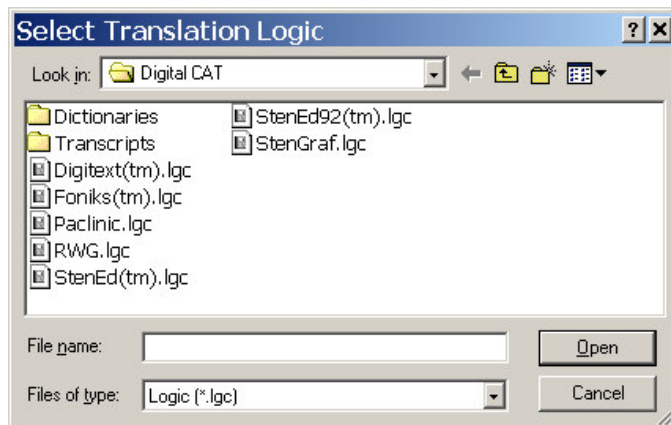 Select Translation Logic
Look in: Digital CAT
Dictionaries
Transcripts
Digitext(tm).lgc
Foniks(tm).lgc
Paclinic.lgc
RWG.lgc
StenEd(tm).lgc
StenEd92(tm).lgc
StenGraf.lgc
File name:
Open
Files of type: Logic (*.lgc)
Cancel